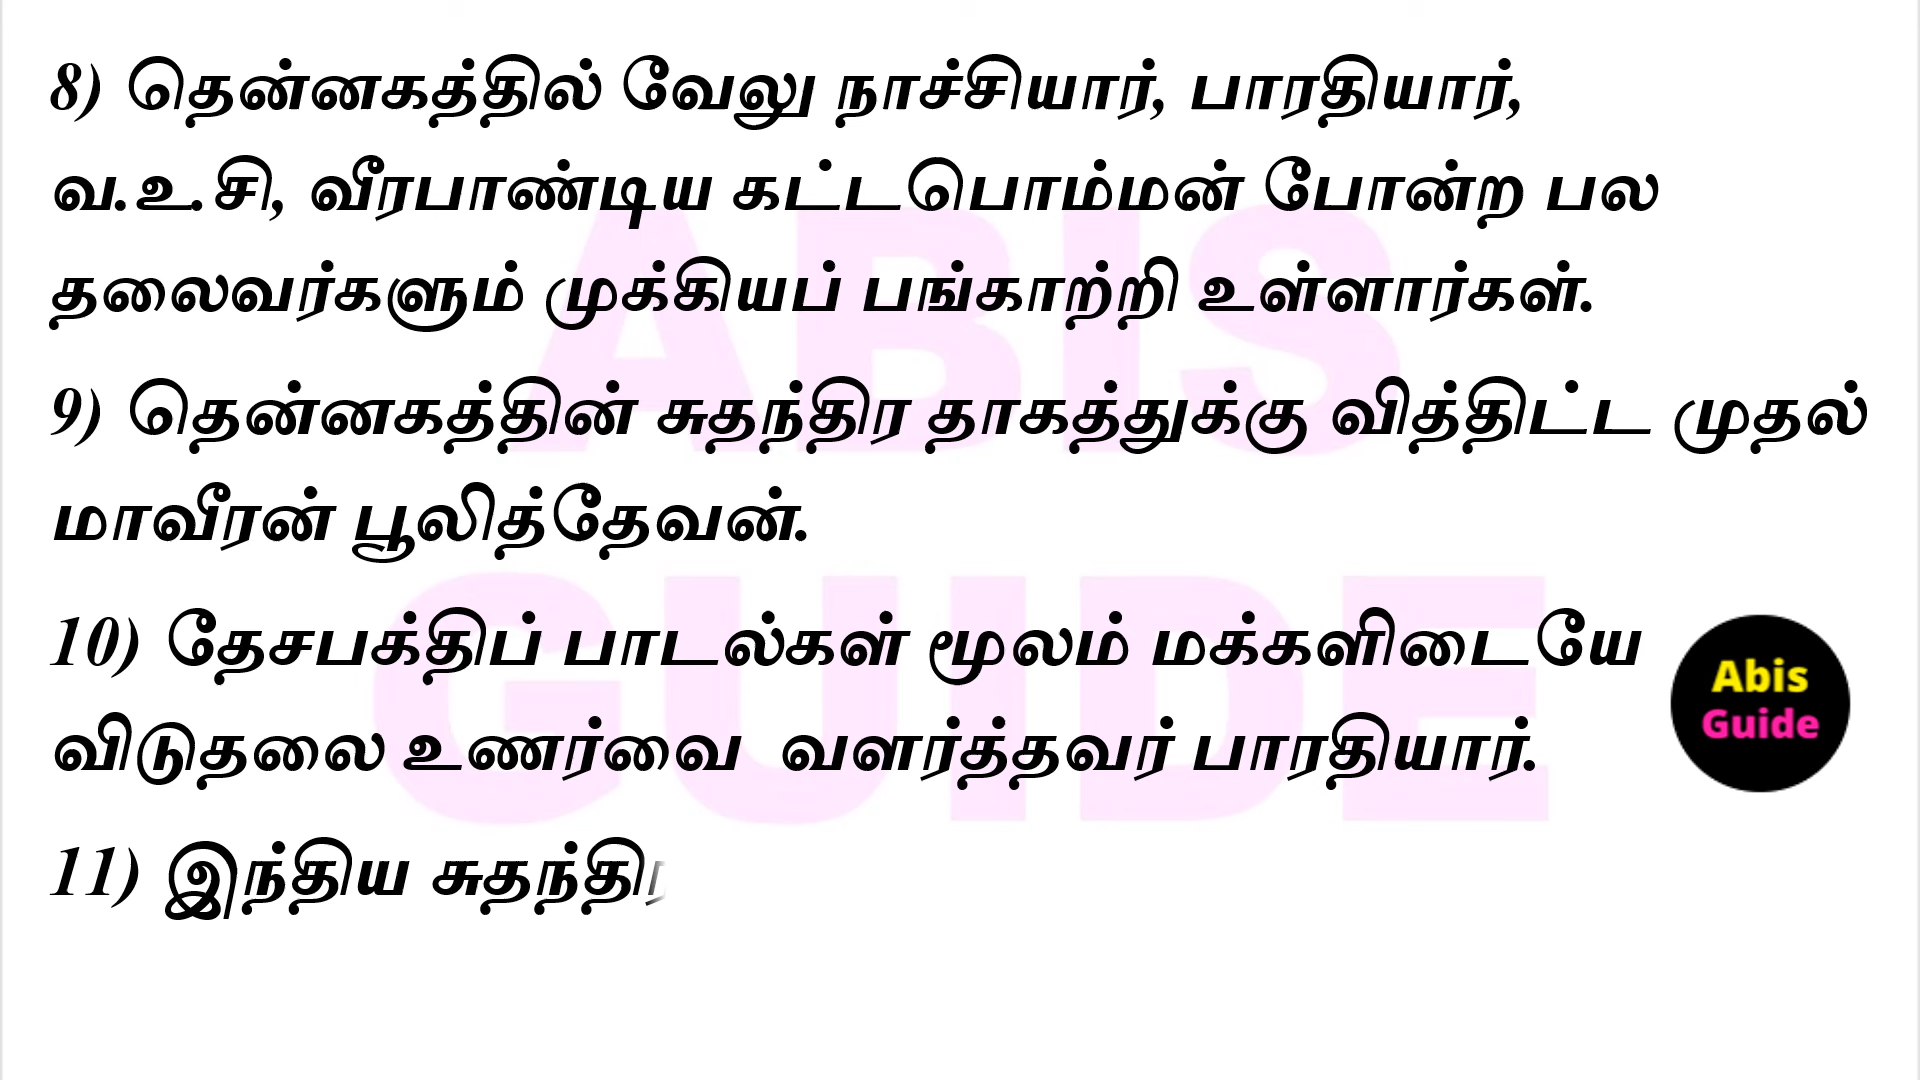 8) தென்னகத்தில் வேலு நாச்சியார், பாரதியார்,
வ.உ.சி, வீரபாண்டிய கட்டபொம்மன் போன்ற பல
தலைவர்களும் முக்கியப் பங்காற்றி உள்ளார்கள்.
9) தென்னகத்தின் சுதந்திர தாகத்துக்கு வித்திட்ட முதல்
மாவீரன் பூலித்தேவன்.
10) தேசபக்திப் பாடல்கள் மூலம் மக்களிடையே
விடுதலை உணர்வை வளர்த்தவர் பாரதியார்.
11) இந்திய சுதந்திர
ABIS
GUIDE
Abis
Guide